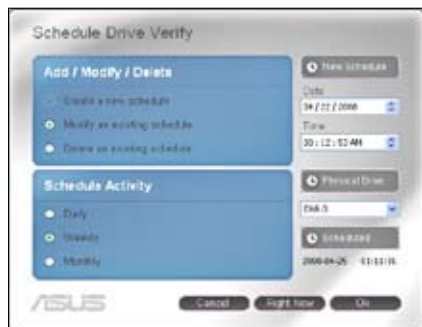 Schedule Drive Verify
Add / Modify / Delete
Create a new schedule
Modify an existing schedule
Delete an existing schedule
New Schedule
Date
Time
Schedule Activity
Daily
Weekly
Monthly
Physical Drive
Scheduled
ASUS
Cancel
Right Now
Ok